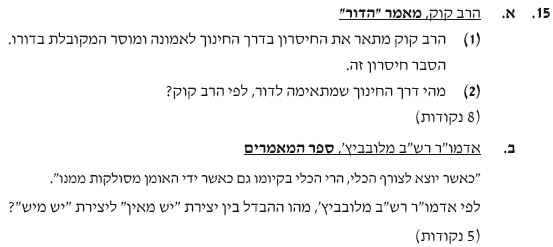 15. א. הרב קוק, מאמר "הדור"
(1) הרב קוק מתאר את החיסרון בדרך החינוך לאמונה ומוסר המקובלת בדורו.
הסבר חיסרון זה.
(2) מהי דרך החינוך שמתאימה לדור, לפי הרב קוק?
(8 נקודות)
ב. אדמו"ר רש"ב מלובביץ', ספר המאמרים
"כאשר יוצא לצורף הכלי, הרי הכלי בקיומו גם כאשר ידי האומן מסולקות ממנו".
לפי אדמו"ר רש"ב מלובביץ', מהו ההבדל בין יצירת "יש מאין" ליצירת "יש מיש"?
(5 נקודות)